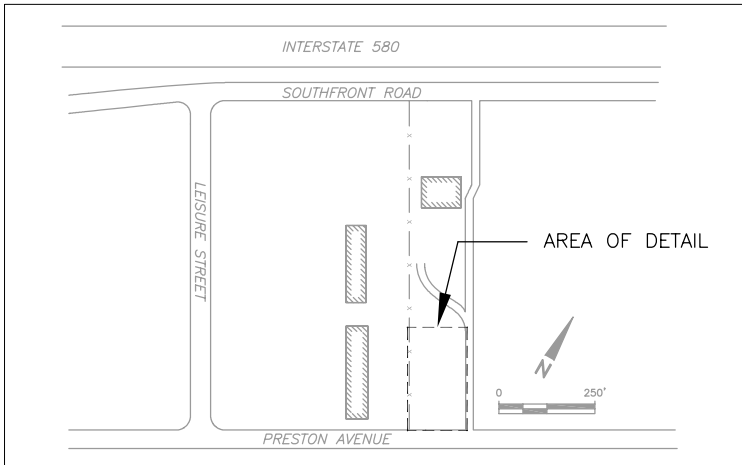 INTERSTATE 580
SOUTHFRONT ROAD
LEISURE STREET
AREA OF DETAIL
N
0 250'
PRESTON AVENUE